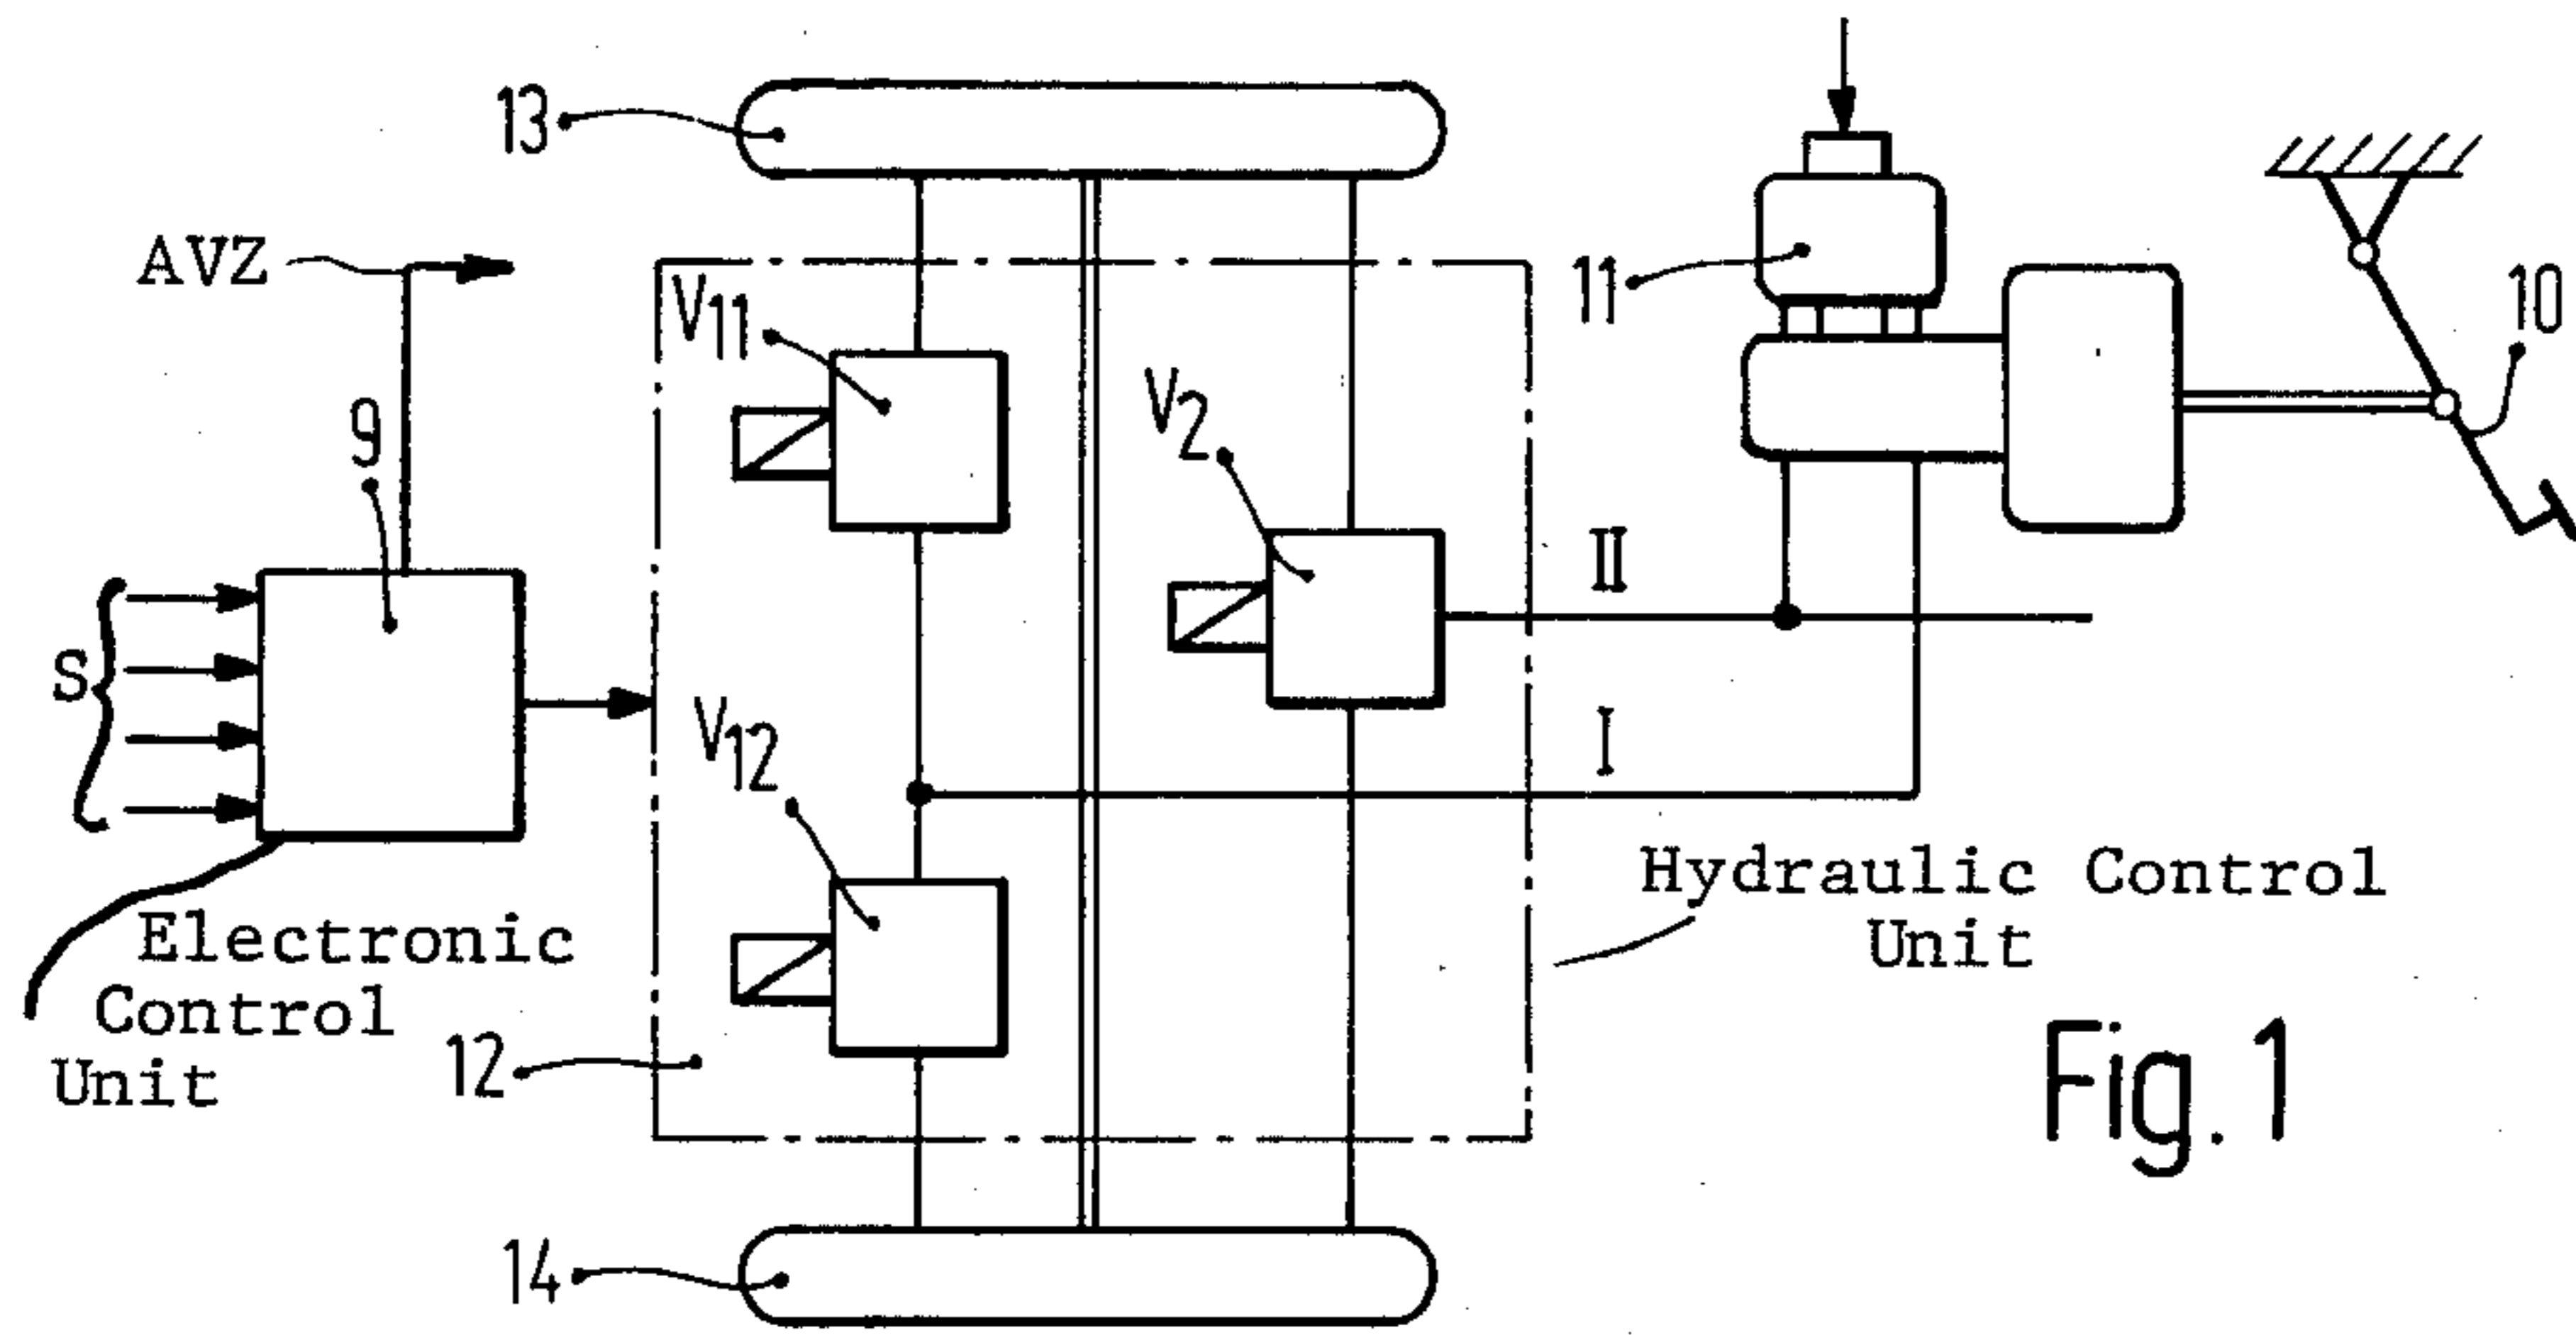 13
AVZ
V11
11
10
9
V2
II
S
I
V12
Hydraulic Control
Unit
Electronic
Control
Unit
12
14
Fig.1